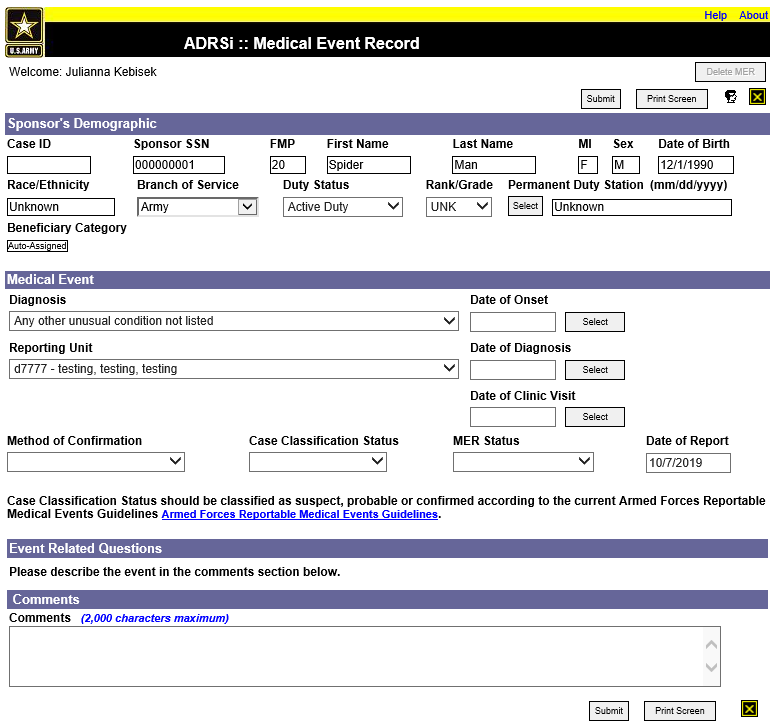 Help About
U.S.ARMY
ADRSi :: Medical Event Record
Welcome: Julianna Kebisek
Delete MER
Submit Print Screen
Sponsor's Demographic
Case ID Sponsor SSN FMP First Name Last Name MI Sex Date of Birth
000000001 20 Spider Man F M 12/1/1990
Race/Ethnicity Branch of Service Duty Status Rank/Grade Permanent Duty Station (mm/dd/yyyy)
Unknown Army Active Duty UNK Select Unknown
Beneficiary Category
Auto-Assigned
Medical Event
Diagnosis Date of Onset
Any other unusual condition not listed Select
Reporting Unit Date of Diagnosis
d7777 - testing, testing, testing Select
Date of Clinic Visit
Select
Method of Confirmation Case Classification Status MER Status Date of Report
10/7/2019
Case Classification Status should be classified as suspect, probable or confirmed according to the current Armed Forces Reportable
Medical Events Guidelines Armed Forces Reportable Medical Events Guidelines.
Event Related Questions
Please describe the event in the comments section below.
Comments
Comments (2,000 characters maximum)
Submit Print Screen